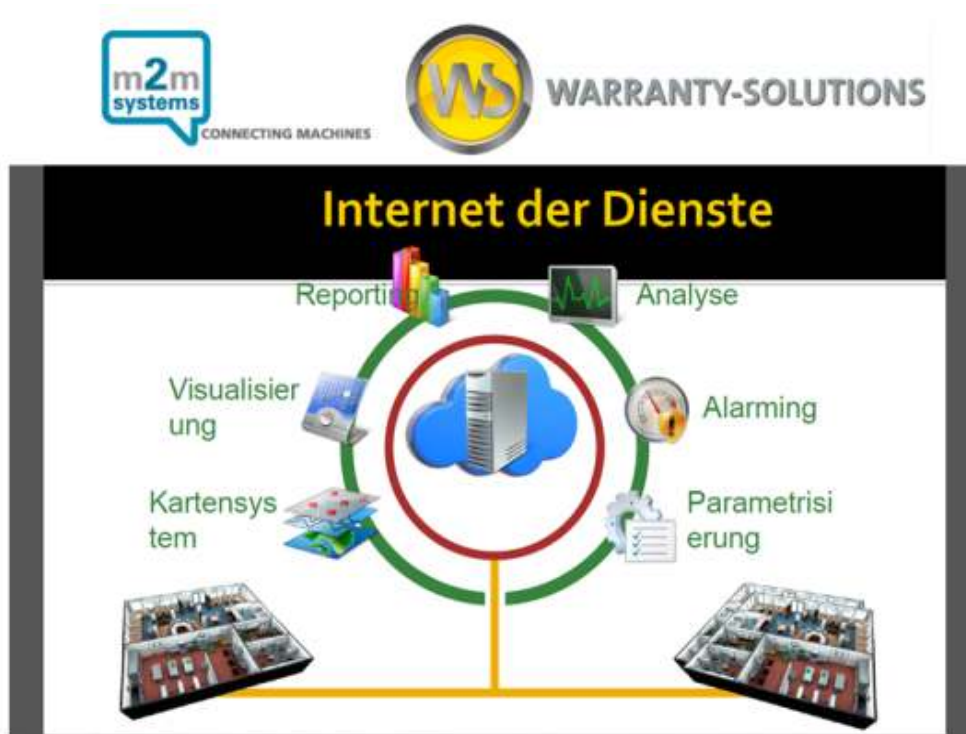 m2m
systems
CONNECTING MACHINES
WS
WARRANTY-SOLUTIONS
Internet der Dienste
Reporting
Analyse
Visualisier
ung
Alarming
Kartensys
tem
Parametrisi
erung